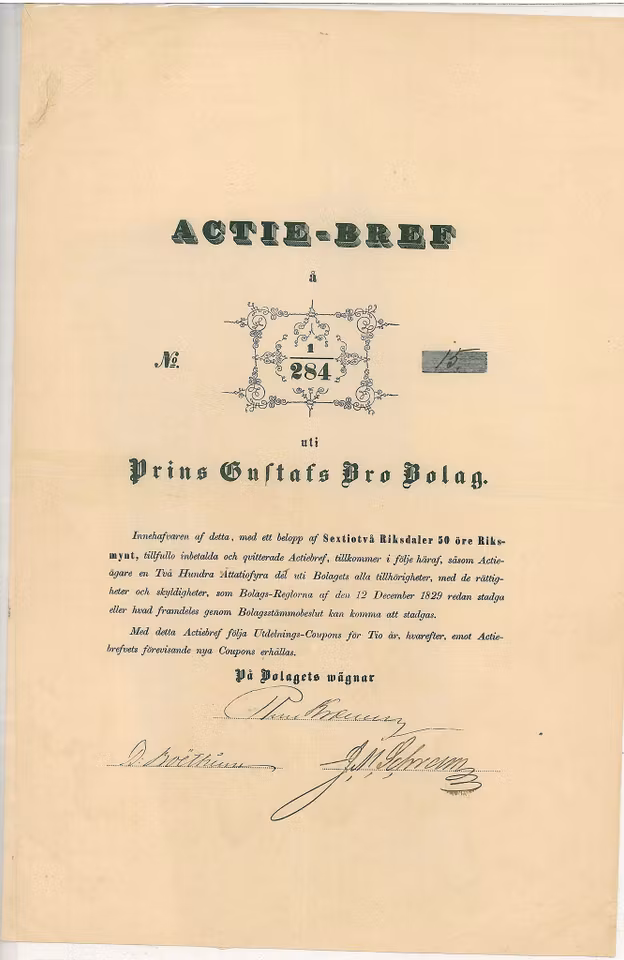 ACTIE-BREF
å
No. 1/284 15.
uti
Prins Gustafs Bro Bolag.
Innehafvaren af detta, med ett belopp af Sextiotvå Riksdaler 50 öre Riks-
mynt, tillfullo inbetalda och qvitterade Actiebref, tillkommer i följe häraf, såsom Actie-
ägare en Två Hundra Åttatiofyra del uti Bolagets alla tillhörigheter, med de rättig-
heter och skyldigheter, som Bolags-Reglorna af den 12 December 1829 redan stadga
eller hvad framdeles genom Bolagsstämmobeslut kan komma att stadgas.
Med detta Actiebref följa Utdelnings-Coupons för Tio år, hvarefter, emot Actie-
brefvets förevisande nya Coupons erhållas.
På Bolagets wägnar
D. Boëthius